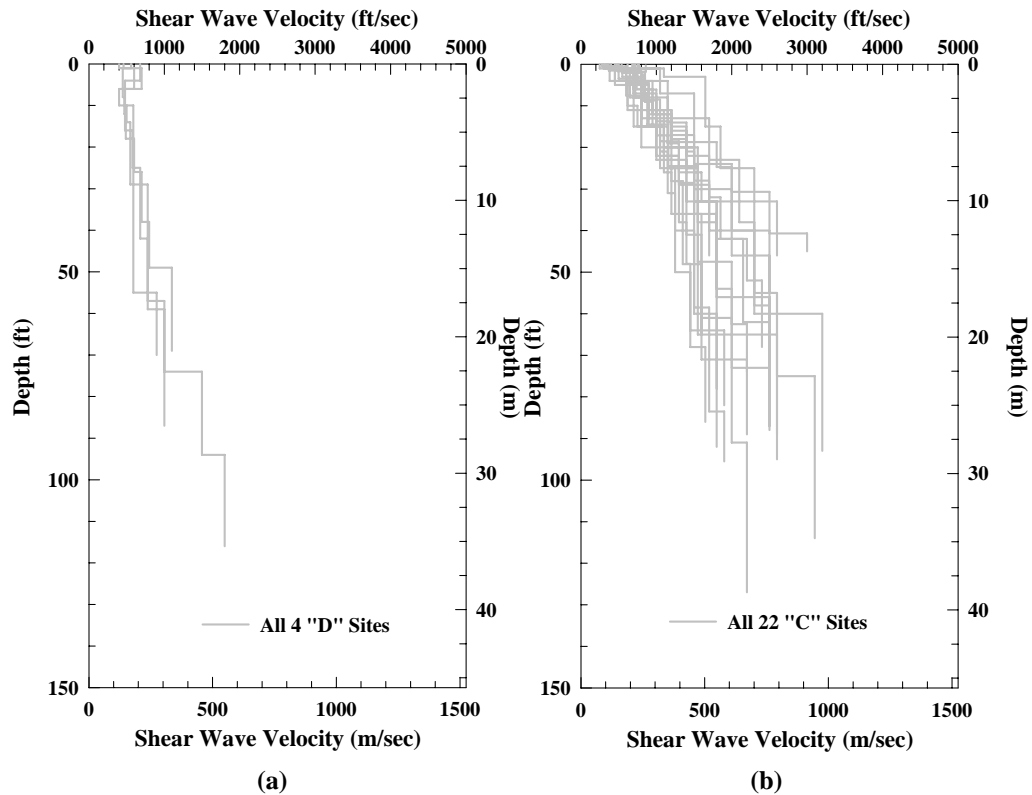 Shear Wave Velocity (ft/sec)
0 1000 2000 3000 4000 5000
0
50
100
150
Depth (ft)
0
10
20
30
40
Depth (m)
All 4 "D" Sites
0 500 1000 1500
Shear Wave Velocity (m/sec)
(a)
Shear Wave Velocity (ft/sec)
0 1000 2000 3000 4000 5000
0
50
100
150
Depth (ft)
0
10
20
30
40
Depth (m)
All 22 "C" Sites
0 500 1000 1500
Shear Wave Velocity (m/sec)
(b)